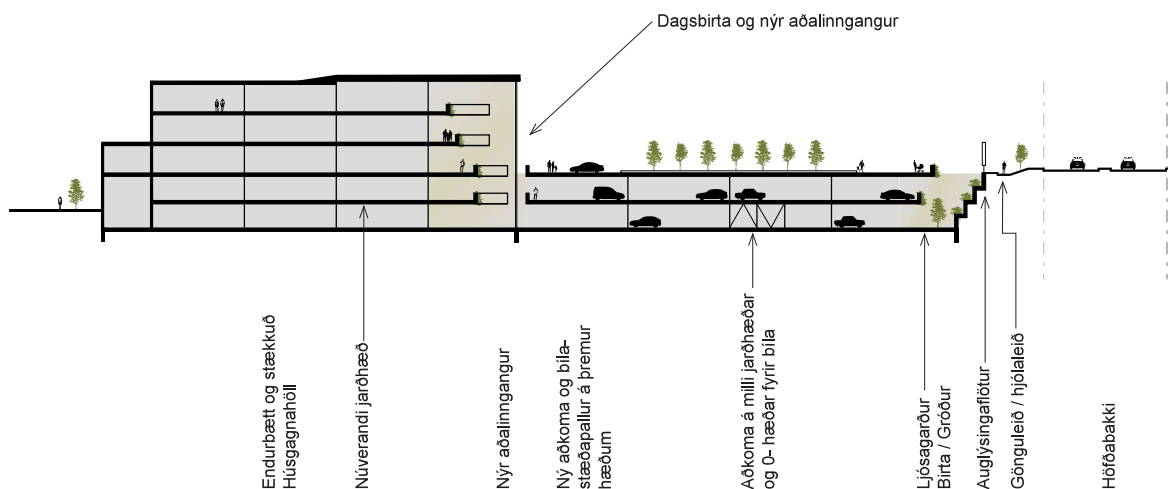 Dagsbirta og nýr aðalinngangur
Endurbætt og stækkuð
Húsgagnahöll
Núverandi jarðhæð
Nýr aðalinngangur
Ný aðkoma og bíla-
stæðapallur á þremur
hæðum
Aðkoma á milli jarðhæðar
og 0- hæðar fyrir bíla
Ljósagarður
Birta / Gróður
Auglýsingaflötur
Gönguleið / hjólaleið
Höfðabakki